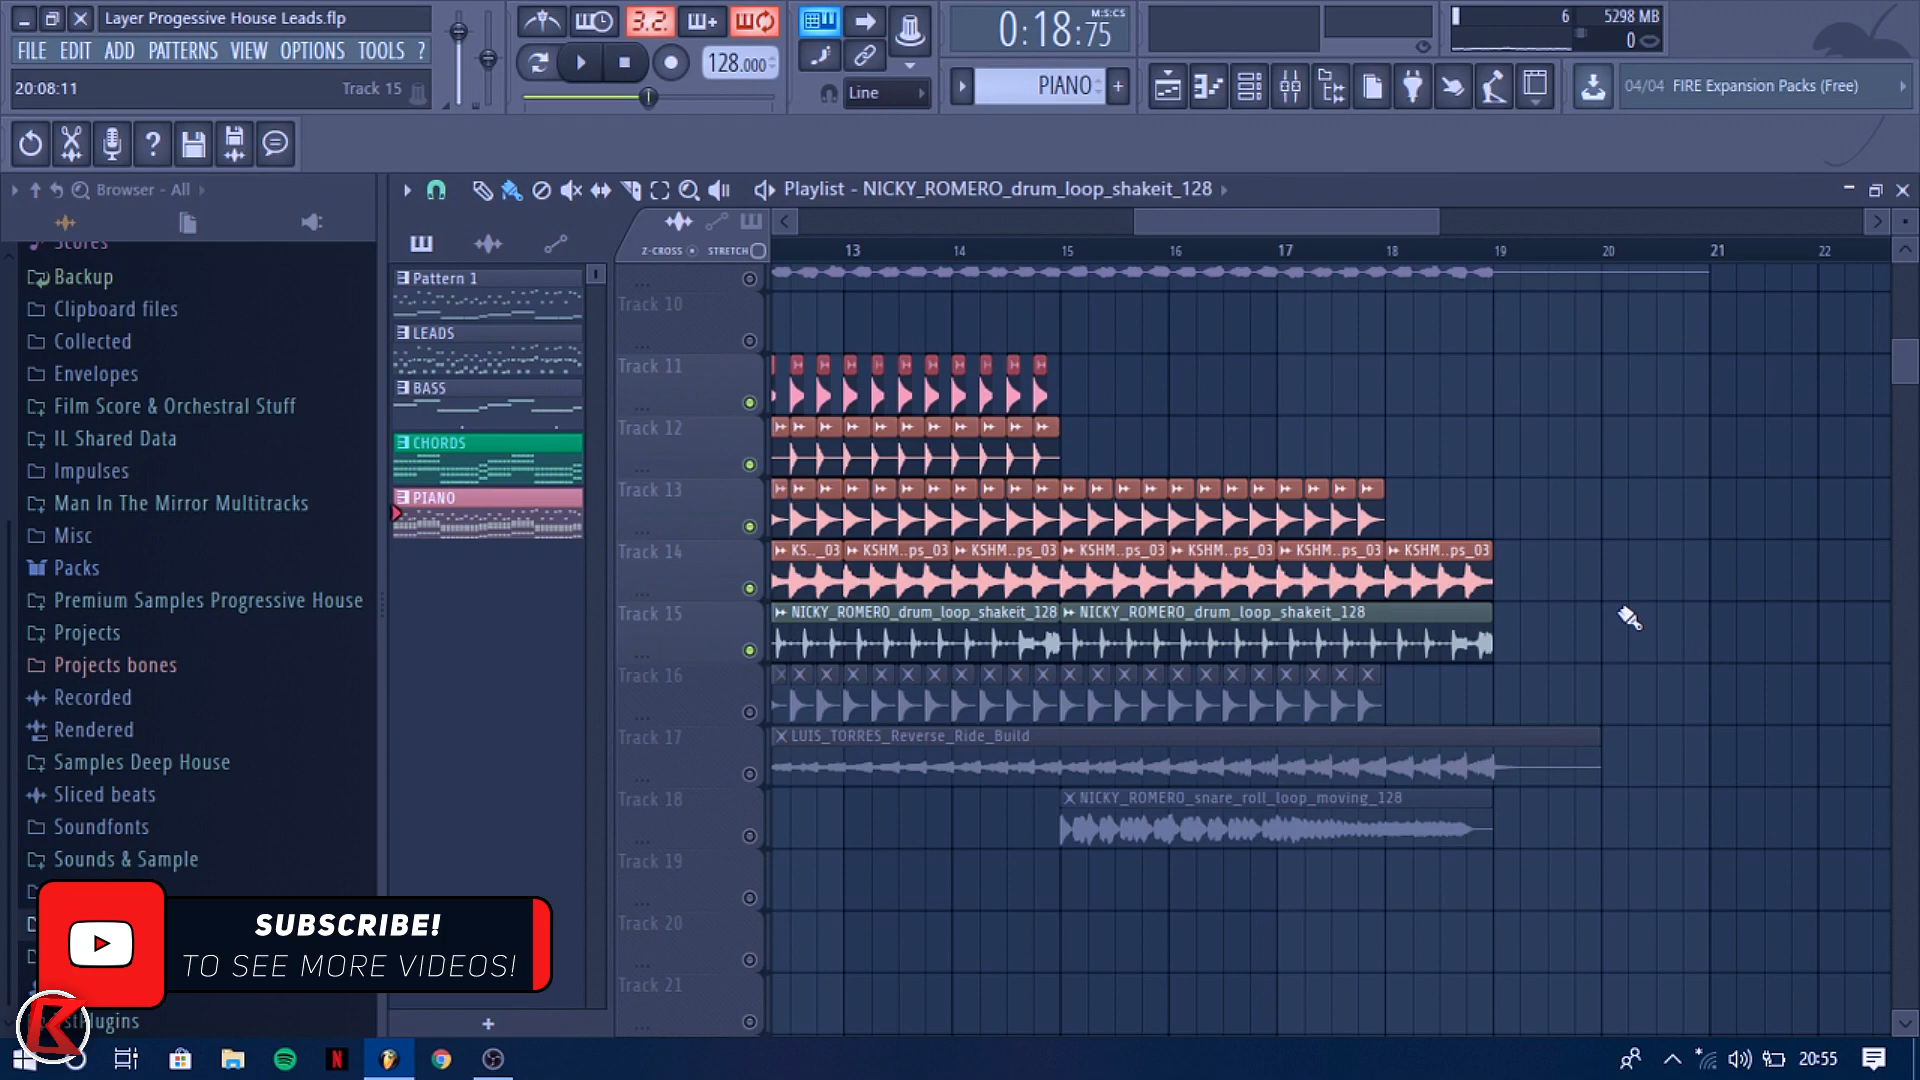 Layer Progessive House Leads.flp
FILE EDIT ADD PATTERNS VIEW OPTIONS TOOLS ?
20:08:11 Track 15
3.2.
128.000
Line
0:18:75
M:S:CS
PIANO
6 5298 MB
0
04/04 FIRE Expansion Packs (Free)
Browser - All
Playlist - NICKY_ROMERO_drum_loop_shakeit_128
Z-CROSS STRETCH
13 14 15 16 17 18 19 20 21 22
Scores
Backup
Clipboard files
Collected
Envelopes
Film Score & Orchestral Stuff
IL Shared Data
Impulses
Man In The Mirror Multitracks
Misc
Packs
Premium Samples Progressive House
Projects
Projects bones
Recorded
Rendered
Samples Deep House
Sliced beats
Soundfonts
Sounds & Sample
Pattern 1
LEADS
BASS
CHORDS
PIANO
Track 10
Track 11
Track 12
Track 13
Track 14
KS.._03 KSHM..ps_03 KSHM..ps_03 KSHM..ps_03 KSHM..ps_03 KSHM..ps_03 KSHM..ps_03
Track 15
NICKY_ROMERO_drum_loop_shakeit_128 NICKY_ROMERO_drum_loop_shakeit_128
Track 16
Track 17
LUIS_TORRES_Reverse_Ride_Build
Track 18
NICKY_ROMERO_snare_roll_loop_moving_128
Track 19
Track 20
Track 21
SUBSCRIBE!
TO SEE MORE VIDEOS!
K
20:55